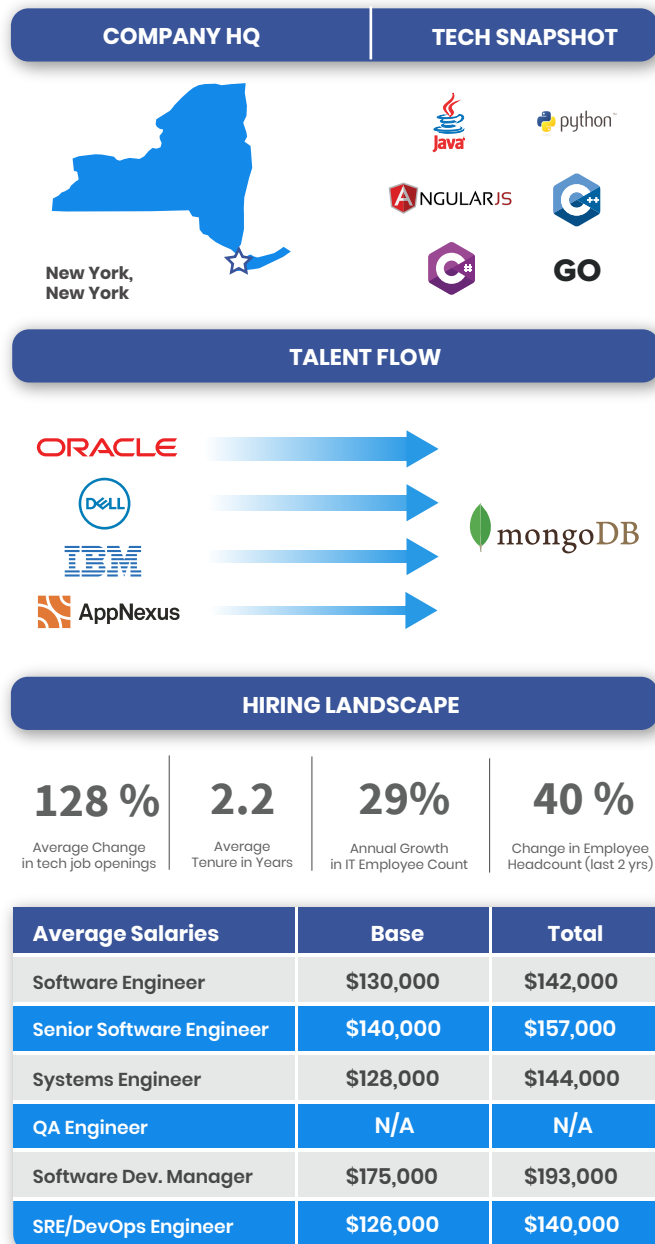 COMPANY HQ
TECH SNAPSHOT
Java
python
ANGULARJS
C++
C#
GO
New York,
New York
TALENT FLOW
ORACLE
DELL
IBM
AppNexus
mongoDB
HIRING LANDSCAPE
128 %
Average Change
in tech job openings
2.2
Average
Tenure in Years
29%
Annual Growth
in IT Employee Count
40 %
Change in Employee
Headcount (last 2 yrs)
Average Salaries Base Total
Software Engineer $130,000 $142,000
Senior Software Engineer $140,000 $157,000
Systems Engineer $128,000 $144,000
QA Engineer N/A N/A
Software Dev. Manager $175,000 $193,000
SRE/DevOps Engineer $126,000 $140,000